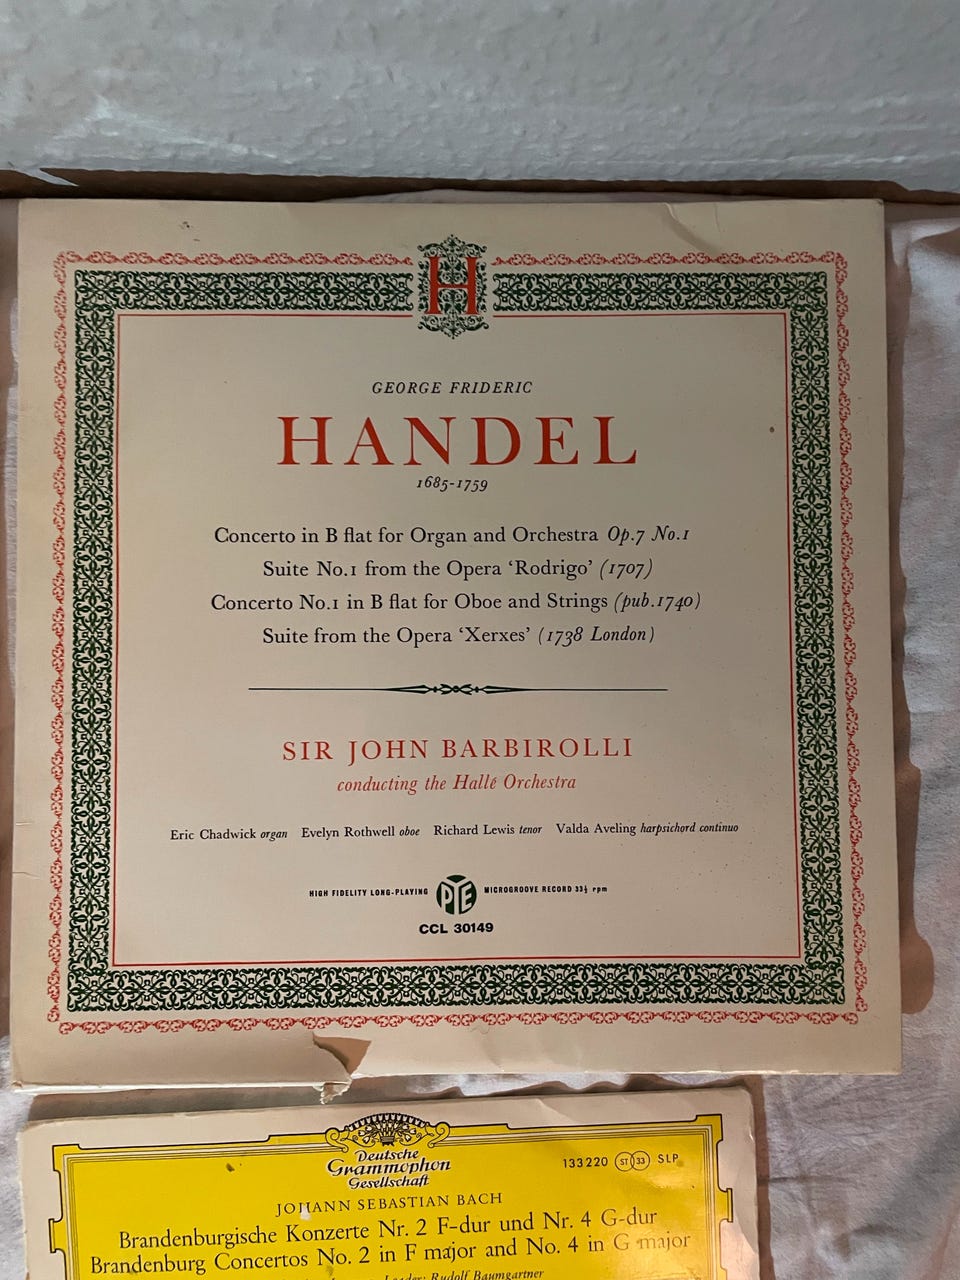 H
GEORGE FRIDERIC
HANDEL
1685-1759
Concerto in B flat for Organ and Orchestra Op.7 No.1
Suite No.1 from the Opera ‘Rodrigo’ (1707)
Concerto No.1 in B flat for Oboe and Strings (pub.1740)
Suite from the Opera ‘Xerxes’ (1738 London)
SIR JOHN BARBIROLLI
conducting the Hallé Orchestra
Eric Chadwick organ Evelyn Rothwell oboe Richard Lewis tenor Valda Aveling harpsichord continuo
HIGH FIDELITY LONG-PLAYING PYE MICROGROOVE RECORD 33⅓ rpm
CCL 30149
Deutsche
Grammophon
Gesellschaft
133220 ST 33 SLP
JOHANN SEBASTIAN BACH
Brandenburgische Konzerte Nr. 2 F-dur und Nr. 4 G-dur
Brandenburg Concertos No. 2 in F major and No. 4 in G major
Leader: Rudolf Baumgartner